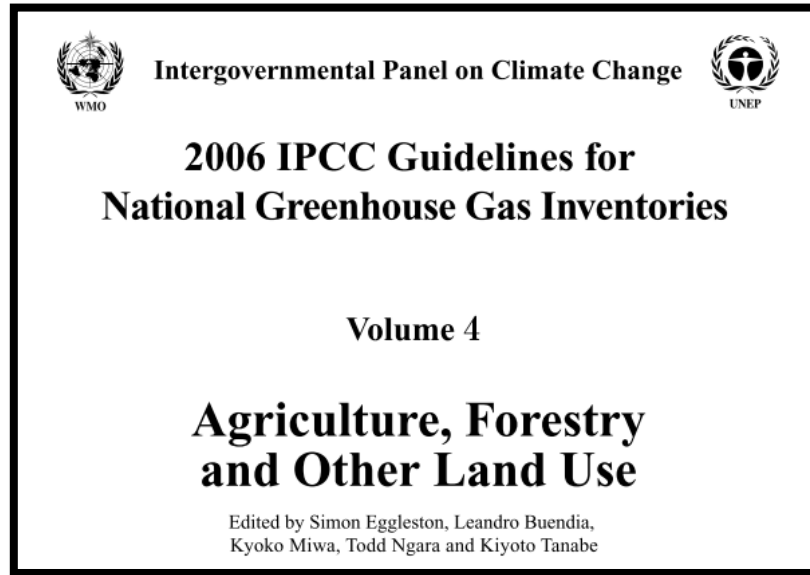 Intergovernmental Panel on Climate Change
WMO
UNEP
2006 IPCC Guidelines for
National Greenhouse Gas Inventories
Volume 4
Agriculture, Forestry
and Other Land Use
Edited by Simon Eggleston, Leandro Buendia,
Kyoko Miwa, Todd Ngara and Kiyoto Tanabe